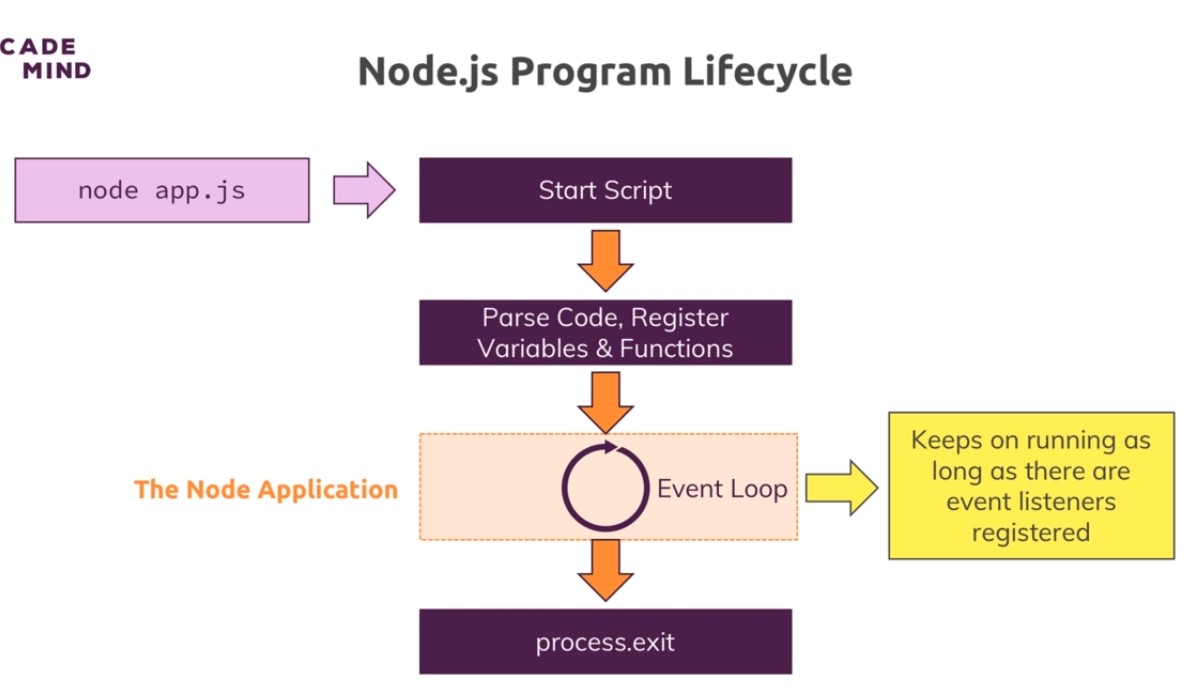 CADE
MIND
Node.js Program Lifecycle
node app.js
Start Script
Parse Code, Register
Variables & Functions
The Node Application
Event Loop
Keeps on running as
long as there are
event listeners
registered
process.exit